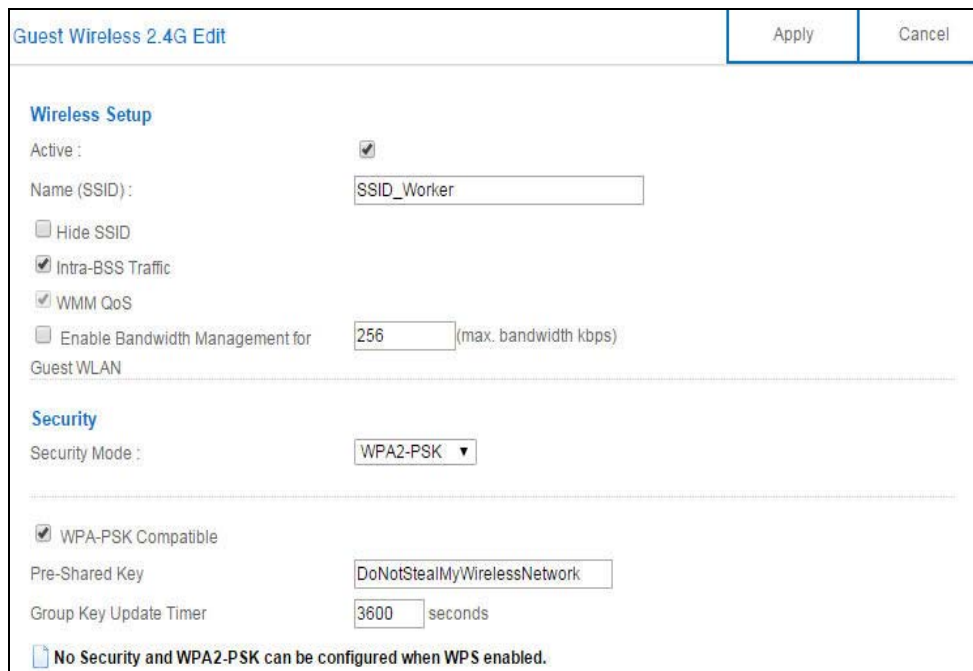 Guest Wireless 2.4G Edit Apply Cancel
Wireless Setup
Active :
Name (SSID) : SSID_Worker
Hide SSID
Intra-BSS Traffic
WMM QoS
Enable Bandwidth Management for 256 (max. bandwidth kbps)
Guest WLAN
Security
Security Mode : WPA2-PSK
WPA-PSK Compatible
Pre-Shared Key DoNotStealMyWirelessNetwork
Group Key Update Timer 3600 seconds
No Security and WPA2-PSK can be configured when WPS enabled.